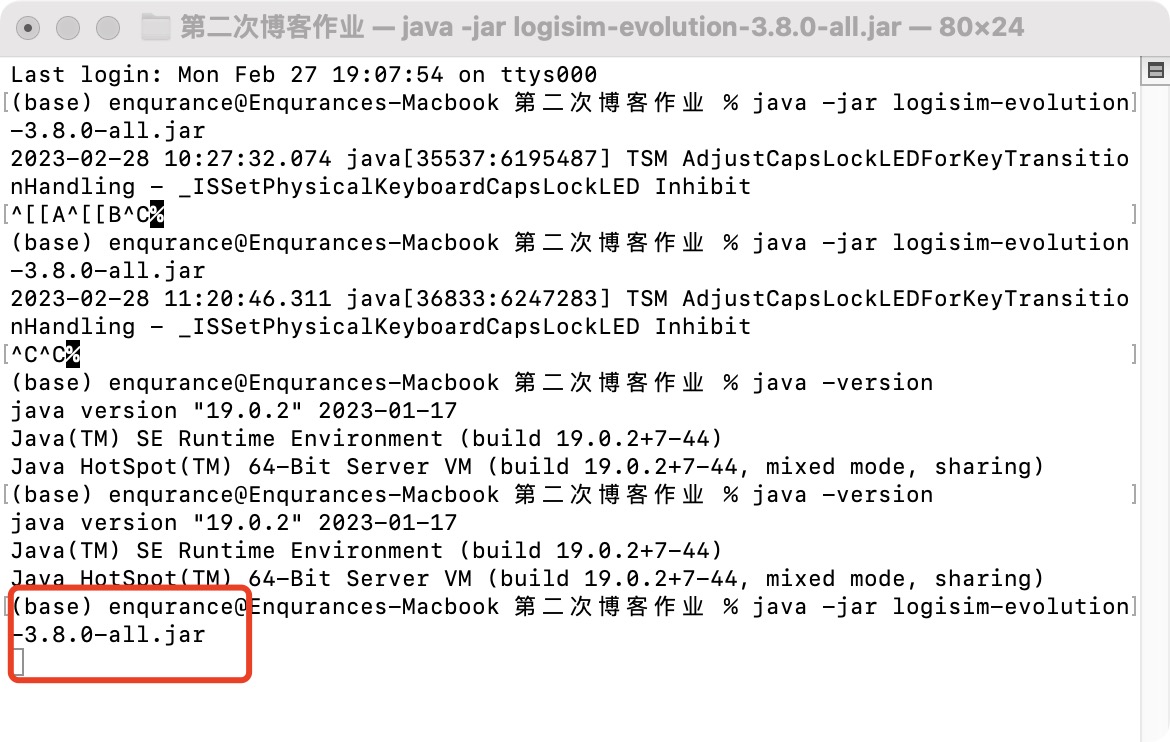 第二次博客作业 — java -jar logisim-evolution-3.8.0-all.jar — 80×24
Last login: Mon Feb 27 19:07:54 on ttys000
[(base) enqurance@Enqurances-Macbook 第二次博客作业 % java -jar logisim-evolution]
-3.8.0-all.jar
2023-02-28 10:27:32.074 java[35537:6195487] TSM AdjustCapsLockLEDForKeyTransitio
nHandling - _ISSetPhysicalKeyboardCapsLockLED Inhibit
[^[[A^[[B^C% ]
(base) enqurance@Enqurances-Macbook 第二次博客作业 % java -jar logisim-evolution
-3.8.0-all.jar
2023-02-28 11:20:46.311 java[36833:6247283] TSM AdjustCapsLockLEDForKeyTransitio
nHandling - _ISSetPhysicalKeyboardCapsLockLED Inhibit
[^C^C% ]
(base) enqurance@Enqurances-Macbook 第二次博客作业 % java -version
java version "19.0.2" 2023-01-17
Java(TM) SE Runtime Environment (build 19.0.2+7-44)
Java HotSpot(TM) 64-Bit Server VM (build 19.0.2+7-44, mixed mode, sharing)
[(base) enqurance@Enqurances-Macbook 第二次博客作业 % java -version ]
java version "19.0.2" 2023-01-17
Java(TM) SE Runtime Environment (build 19.0.2+7-44)
Java HotSpot(TM) 64-Bit Server VM (build 19.0.2+7-44, mixed mode, sharing)
[(base) enqurance@Enqurances-Macbook 第二次博客作业 % java -jar logisim-evolution]
-3.8.0-all.jar